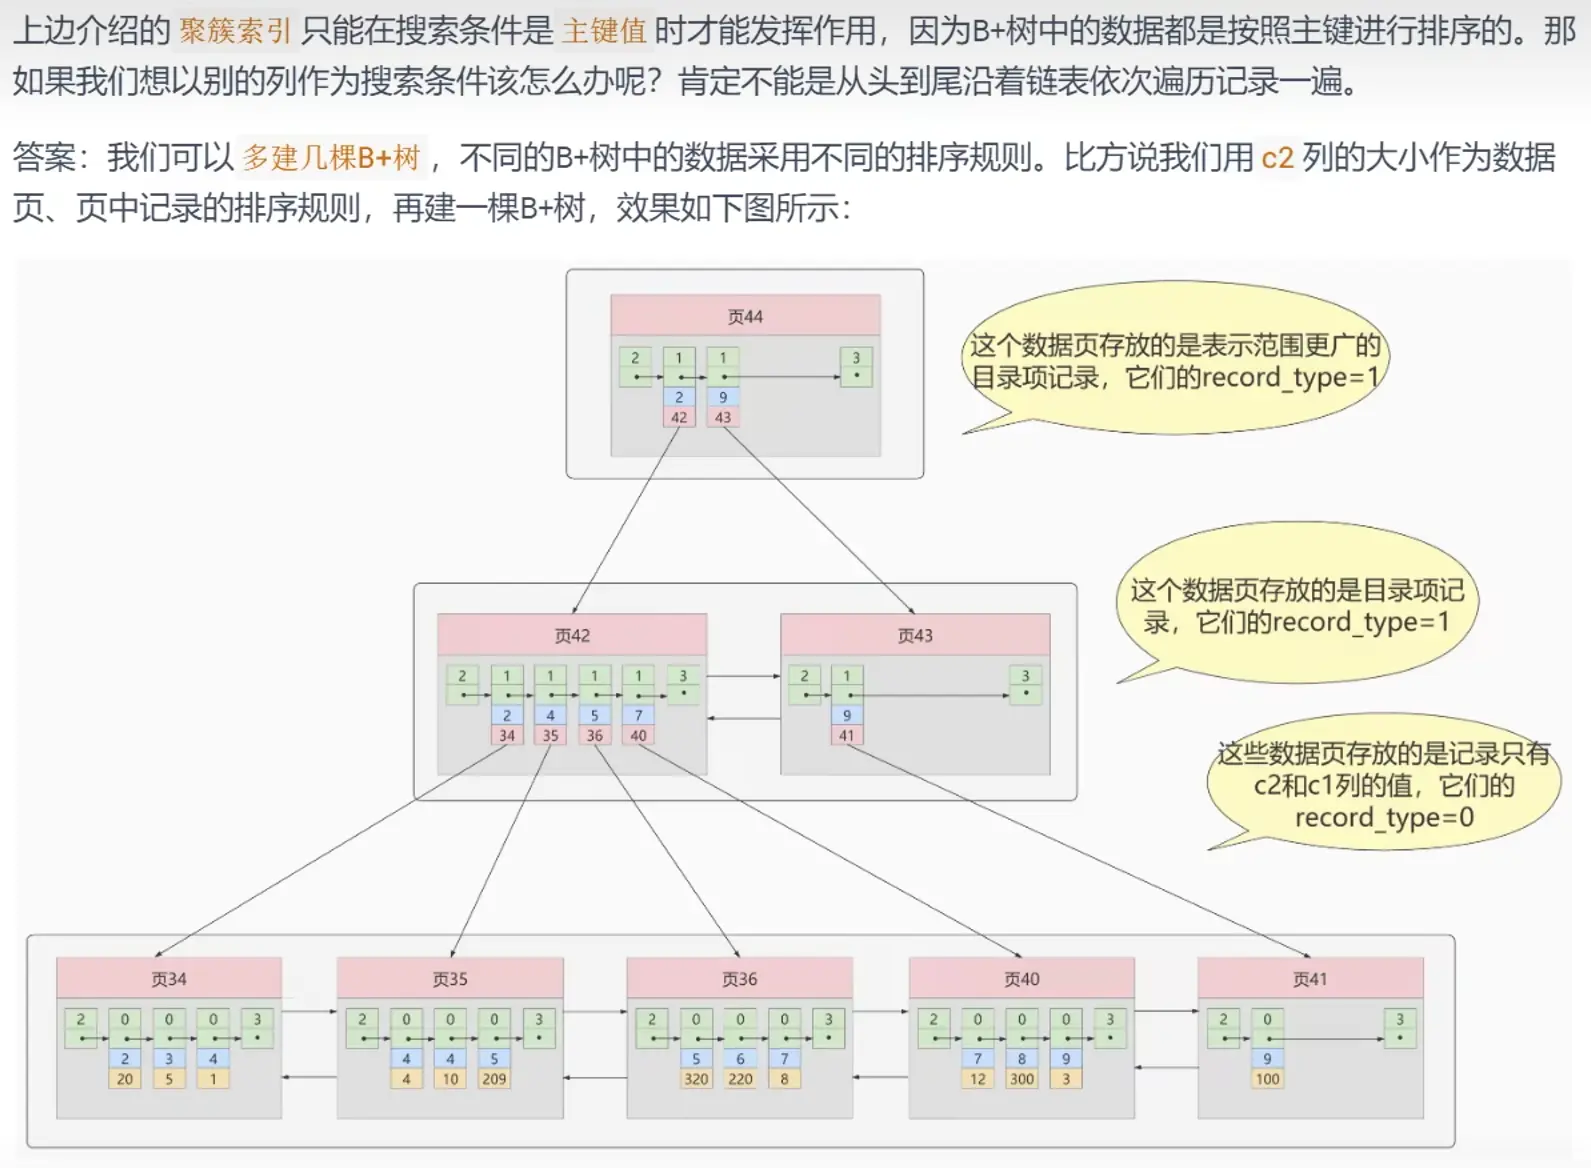 上边介绍的 聚簇索引 只能在搜索条件是 主键值 时才能发挥作用，因为B+树中的数据都是按照主键进行排序的。那
如果我们想以别的列作为搜索条件该怎么办呢？肯定不能是从头到尾沿着链表依次遍历记录一遍。
答案：我们可以 多建几棵B+树 ，不同的B+树中的数据采用不同的排序规则。比方说我们用 c2 列的大小作为数据
页、页中记录的排序规则，再建一棵B+树，效果如下图所示：
页44
2 1 1 3
2 9
42 43
这个数据页存放的是表示范围更广的
目录项记录，它们的record_type=1
页42 页43
2 1 1 1 1 3 2 1 3
2 4 5 7 9
34 35 36 40 41
这个数据页存放的是目录项记
录，它们的record_type=1
这些数据页存放的是记录只有
c2和c1列的值，它们的
record_type=0
页34 页35 页36 页40 页41
2 0 0 0 3 2 0 0 0 3 2 0 0 0 3 2 0 0 0 3 2 0 3
2 3 4 4 4 5 5 6 7 7 8 9 9
20 5 1 4 10 209 320 220 8 12 300 3 100